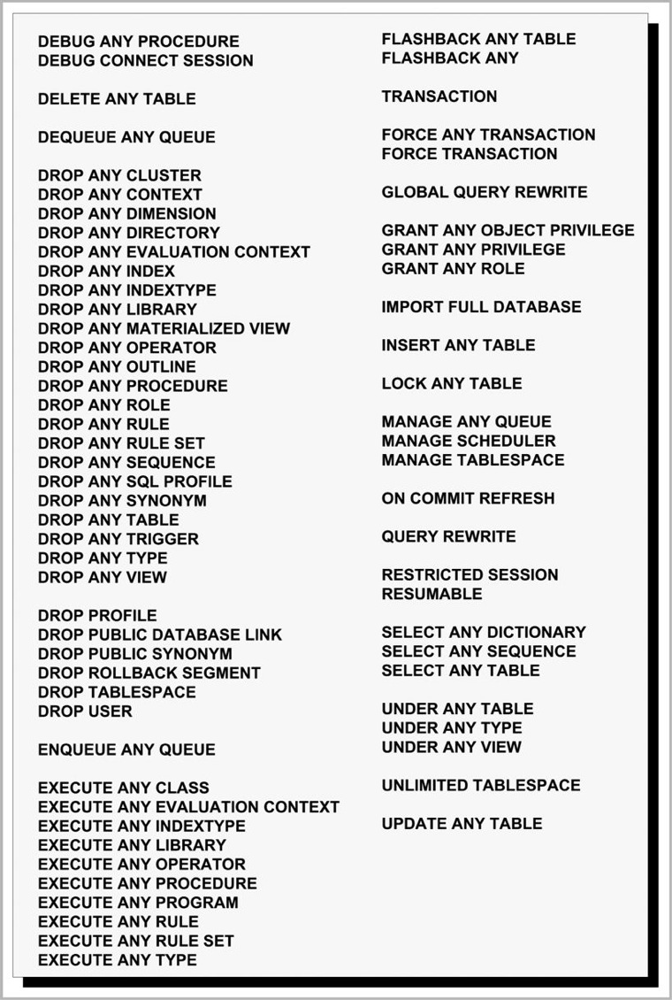 DEBUG ANY PROCEDURE
DEBUG CONNECT SESSION
DELETE ANY TABLE
DEQUEUE ANY QUEUE
DROP ANY CLUSTER
DROP ANY CONTEXT
DROP ANY DIMENSION
DROP ANY DIRECTORY
DROP ANY EVALUATION CONTEXT
DROP ANY INDEX
DROP ANY INDEXTYPE
DROP ANY LIBRARY
DROP ANY MATERIALIZED VIEW
DROP ANY OPERATOR
DROP ANY OUTLINE
DROP ANY PROCEDURE
DROP ANY ROLE
DROP ANY RULE
DROP ANY RULE SET
DROP ANY SEQUENCE
DROP ANY SQL PROFILE
DROP ANY SYNONYM
DROP ANY TABLE
DROP ANY TRIGGER
DROP ANY TYPE
DROP ANY VIEW
DROP PROFILE
DROP PUBLIC DATABASE LINK
DROP PUBLIC SYNONYM
DROP ROLLBACK SEGMENT
DROP TABLESPACE
DROP USER
ENQUEUE ANY QUEUE
EXECUTE ANY CLASS
EXECUTE ANY EVALUATION CONTEXT
EXECUTE ANY INDEXTYPE
EXECUTE ANY LIBRARY
EXECUTE ANY OPERATOR
EXECUTE ANY PROCEDURE
EXECUTE ANY PROGRAM
EXECUTE ANY RULE
EXECUTE ANY RULE SET
EXECUTE ANY TYPE
FLASHBACK ANY TABLE
FLASHBACK ANY
TRANSACTION
FORCE ANY TRANSACTION
FORCE TRANSACTION
GLOBAL QUERY REWRITE
GRANT ANY OBJECT PRIVILEGE
GRANT ANY PRIVILEGE
GRANT ANY ROLE
IMPORT FULL DATABASE
INSERT ANY TABLE
LOCK ANY TABLE
MANAGE ANY QUEUE
MANAGE SCHEDULER
MANAGE TABLESPACE
ON COMMIT REFRESH
QUERY REWRITE
RESTRICTED SESSION
RESUMABLE
SELECT ANY DICTIONARY
SELECT ANY SEQUENCE
SELECT ANY TABLE
UNDER ANY TABLE
UNDER ANY TYPE
UNDER ANY VIEW
UNLIMITED TABLESPACE
UPDATE ANY TABLE